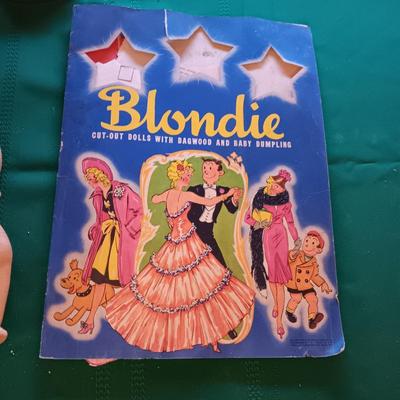 Blondie
CUT-OUT DOLLS WITH DAGWOOD AND BABY DUMPLING